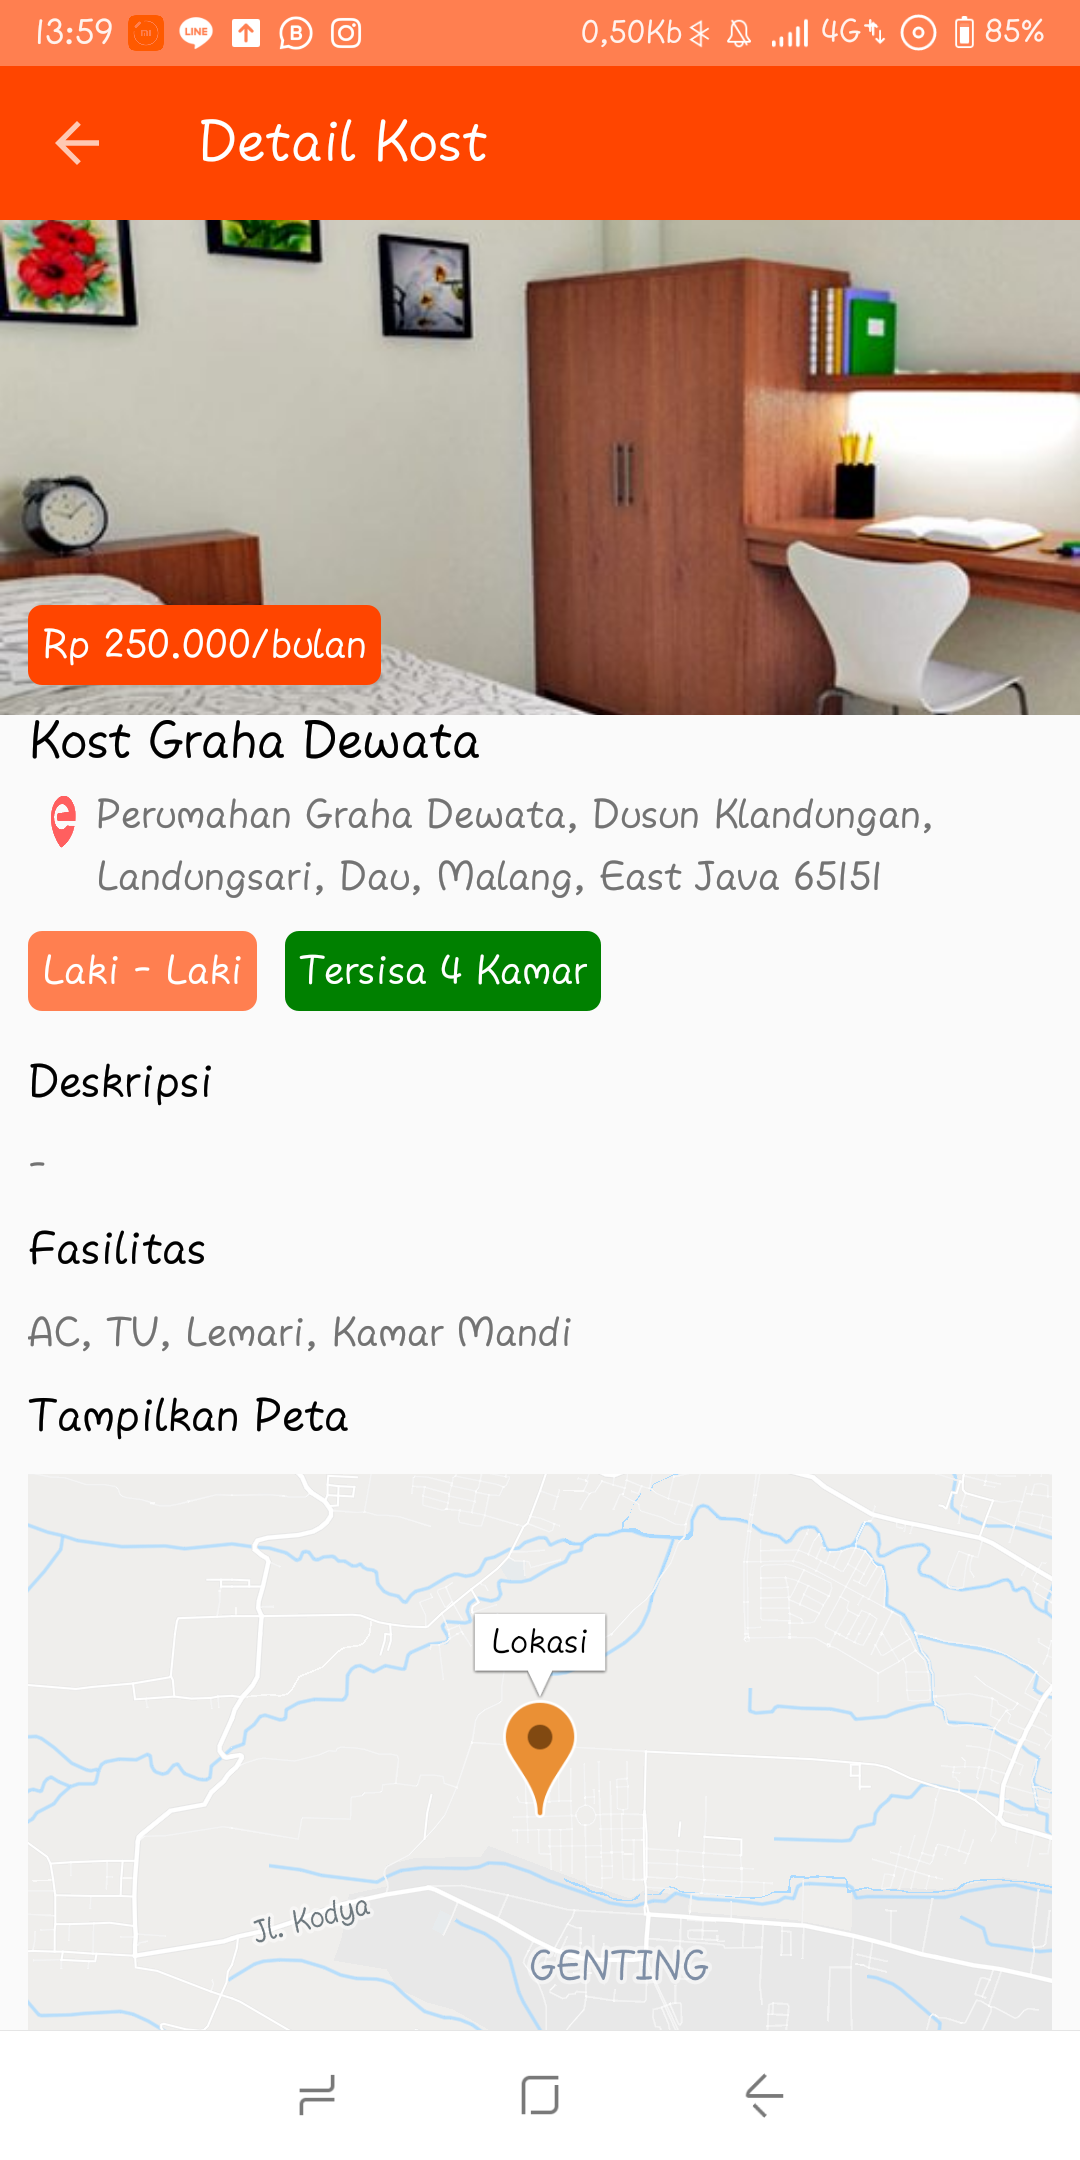 13:59 LINE B 0,50Kb 4G 85%
Detail Kost
Rp 250.000/bulan
Kost Graha Dewata
Perumahan Graha Dewata, Dusun Klandungan,
Landungsari, Dau, Malang, East Java 65151
Laki - Laki Tersisa 4 Kamar
Deskripsi
-
Fasilitas
AC, TV, Lemari, Kamar Mandi
Tampilkan Peta
Lokasi
Jl. Kodya
GENTING